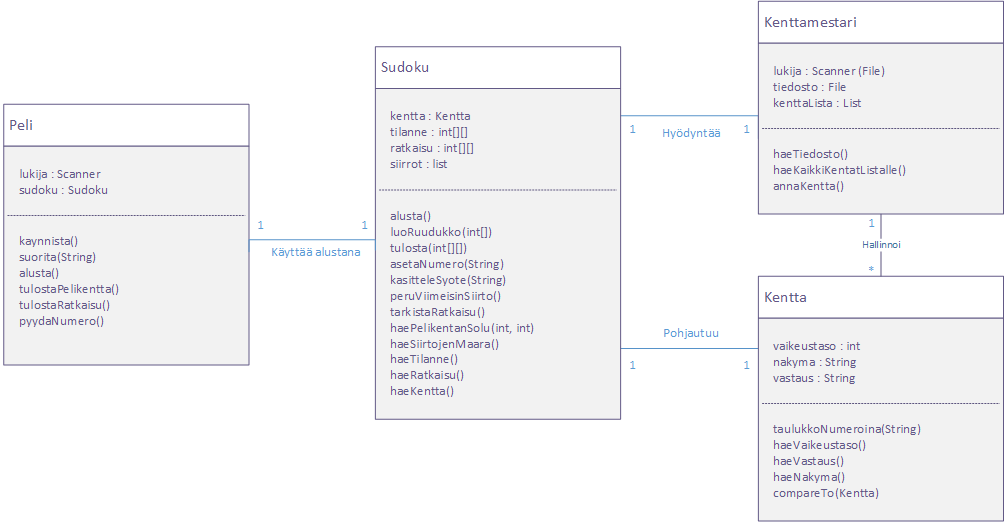 Peli
lukija : Scanner
sudoku : Sudoku
kaynnista()
suorita(String)
alusta()
tulostaPelikentta()
tulostaRatkaisu()
pyydaNumero()
1
1
Käyttää alustana
Sudoku
kentta : Kentta
tilanne : int[][]
ratkaisu : int[][]
siirrot : list
alusta()
luoRuudukko(int[])
tulosta(int[][])
asetaNumero(String)
kasitteleSyote(String)
peruViimeisinSiirto()
tarkistaRatkaisu()
haePelikentanSolu(int, int)
haeSiirtojenMaara()
haeTilanne()
haeRatkaisu()
haeKentta()
1
Hyödyntää
1
Pohjautuu
1
1
Kenttamestari
lukija : Scanner (File)
tiedosto : File
kenttaLista : List
haeTiedosto()
haeKaikkiKentatListalle()
annaKentta()
1
Hallinnoi
*
Kentta
vaikeustaso : int
nakyma : String
vastaus : String
taulukkoNumeroina(String)
haeVaikeustaso()
haeVastaus()
haeNakyma()
compareTo(Kentta)